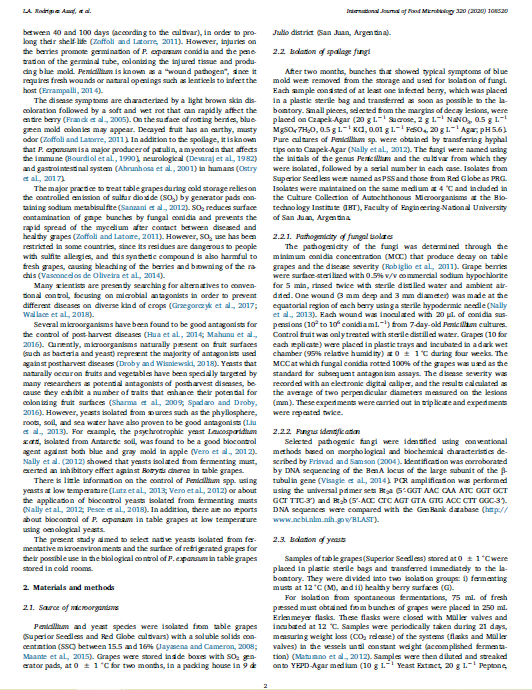 L.A. Rodríguez Assaf, et al.
International Journal of Food Microbiology 320 (2020) 108520
between 40 and 100 days (according to the cultivar), in order to pro-
long their shelf-life (Zoffoli and Latorre, 2011). However, injuries on
the berries promote germination of P. expansum conidia and the pene-
tration of the germinal tube, colonizing the injured tissue and produ-
cing blue mold. Penicillium is known as a "wound pathogen", since it
requires fresh wounds or natural openings such as lenticels to infect the
host (Errampalli, 2014).
The disease symptoms are characterized by a light brown skin dis-
coloration followed by a soft and wet rot that can rapidly affect the
entire berry (Franck et al., 2005). On the surface of rotting berries, blue-
green mold colonies may appear. Decayed fruit has an earthy, musty
odor (Zoffoli and Latorre, 2011). In addition to the spoilage, it is known
that P. expansum is a major producer of patulin, a mycotoxin that affects
the immune (Bourdiol et al., 1990), neurological (Devaraj et al., 1982)
and gastrointestinal system (Abrunhosa et al., 2001) in humans (Ostry
et al., 2017).
The major practice to treat table grapes during cold storage relies on
the controlled emission of sulfur dioxide (SO₂) by generator pads con-
taining sodium metabisulfite (Sanzani et al., 2012). SO₂ reduces surface
contamination of grape bunches by fungal conidia and prevents the
rapid spread of the mycelium after contact between diseased and
healthy grapes (Zoffoli and Latorre, 2011). However, SO₂ use has been
restricted in some countries, since its residues are dangerous to people
with sulfite allergies, and this synthetic compound is also harmful to
fresh grapes, causing bleaching of the berries and browning of the ra-
chis (Vasconcelos de Oliveira et al., 2014).
Many scientists are presently searching for alternatives to conven-
tional control, focusing on microbial antagonists in order to prevent
different diseases on diverse kind of crops (Grzegorczyk et al., 2017;
Wallace et al., 2018).
Several microorganisms have been found to be good antagonists for
the control of post-harvest diseases (Hua et al., 2014; Mahunu et al.,
2016). Currently, microorganisms naturally present on fruit surfaces
(such as bacteria and yeast) represent the majority of antagonists used
against postharvest diseases (Droby and Wisniewski, 2018). Yeasts that
naturally occur on fruits and vegetables have been specially targeted by
many researchers as potential antagonists of postharvest diseases, be-
cause they exhibit a number of traits that enhance their potential for
colonizing fruit surfaces (Sharma et al., 2009; Spadaro and Droby,
2016). However, yeasts isolated from sources such as the phyllosphere,
roots, soil, and sea water have also proven to be good antagonists (Liu
et al., 2013). For example, the psychrotrophic yeast Leucosporidium
scottii, isolated from Antarctic soil, was found to be a good biocontrol
agent against both blue and gray mold in apple (Vero et al., 2012).
Nally et al. (2012) showed that yeasts isolated from fermenting must,
exerted an inhibitory effect against Botrytis cinerea in table grapes.
There is little information on the control of Penicillium spp. using
yeasts at low temperature (Lutz et al., 2013; Vero et al., 2012) or about
the application of biocontrol yeasts isolated from fermenting musts
(Nally et al., 2012; Pesce et al., 2018). In addition, there are no reports
about biocontrol of P. expansum in table grapes at low temperature
using oenological yeasts.
The present study aimed to select native yeasts isolated from fer-
mentative microenvironments and the surface of refrigerated grapes for
their possible use in the biological control of P. expansum in table grapes
stored in cold rooms.
2. Materials and methods
2.1. Source of microorganisms
Penicillium and yeast species were isolated from table grapes
(Superior Seedless and Red Globe cultivars) with a soluble solids con-
centration (SSC) between 15.5 and 16% (Jayasena and Cameron, 2008;
Maante et al., 2015). Grapes were stored inside boxes with SO₂ gen-
erator pads, at 0 ± 1 °C for two months, in a packing house in 9 de
Julio district (San Juan, Argentina).
2.2. Isolation of spoilage fungi
After two months, bunches that showed typical symptoms of blue
mold were removed from the storage and used for isolation of fungi.
Each sample consisted of at least one infected berry, which was placed
in a plastic sterile bag and transferred as soon as possible to the la-
boratory. Small pieces, selected from the margins of decay lesions, were
placed on Czapek-Agar (20 g L⁻¹ Sucrose, 2 g L⁻¹ NaNO₃, 0.5 g L⁻¹
MgSO₄·7H₂O, 0.5 g L⁻¹ KCl, 0.01 g L⁻¹ FeSO₄, 20 g L⁻¹ Agar; pH 5.6).
Pure cultures of Penicillium sp. were obtained by transferring hyphal
tips onto Czapek-Agar (Nally et al., 2012). The fungi were named using
the initials of the genus Penicillium and the cultivar from which they
were isolated, followed by a serial number in each case. Isolates from
Superior Seedless were named as PSS and those from Red Globe as PRG.
Isolates were maintained on the same medium at 4 °C and included in
the Culture Collection of Autochthonous Microorganisms at the Bio-
technology Institute (IBT), Faculty of Engineering-National University
of San Juan, Argentina.
2.2.1. Pathogenicity of fungal isolates
The pathogenicity of the fungi was determined through the
minimum conidia concentration (MCC) that produce decay on table
grapes and the disease severity (Robiglio et al., 2011). Grape berries
were surface-sterilized with 0.5% v/v commercial sodium hypochlorite
for 5 min, rinsed twice with sterile distilled water and ambient air-
dried. One wound (3 mm deep and 3 mm diameter) was made at the
equatorial region of each berry using a sterile hypodermic needle (Nally
et al., 2013). Each wound was inoculated with 20 μL of conidia sus-
pensions (10² to 10⁶ conidia mL⁻¹) from 7-day-old Penicillium cultures.
Control fruit was only treated with sterile distilled water. Grapes (10 for
each replicate) were placed in plastic trays and incubated in a dark wet
chamber (95% relative humidity) at 0 ± 1 °C during four weeks. The
MCC at which fungal conidia rotted 100% of the grapes was used as the
standard for subsequent antagonism assays. The disease severity was
recorded with an electronic digital caliper, and the results calculated as
the average of two perpendicular diameters measured on the lesions
(mm). These experiments were carried out in triplicate and experiments
were repeated twice.
2.2.2. Fungus identification
Selected pathogenic fungi were identified using conventional
methods based on morphological and biochemical characteristics de-
scribed by Frisvad and Samson (2004). Identification was corroborated
by DNA sequencing of the BenA locus of the large subunit of the β-
tubulin gene (Visagie et al., 2014). PCR amplification was performed
using the universal primer sets Bt2a (5'-GGT AAC CAA ATC GGT GCT
GCT TTC-3') and Bt2b (5'-ACC CTC AGT GTA GTG ACC CTT GGC-3').
DNA sequences were compared with the GenBank database (http://
www.ncbi.nlm.nih.gov/BLAST).
2.3. Isolation of yeasts
Samples of table grapes (Superior Seedless) stored at 0 ± 1 °C were
placed in plastic sterile bags and transferred immediately to the la-
boratory. They were divided into two isolation groups: i) fermenting
musts at 12 °C (M), and ii) healthy berry surfaces (G).
For isolation from spontaneous fermentations, 75 mL of fresh
pressed must obtained from bunches of grapes were placed in 250 mL
Erlenmeyer flasks. These flasks were closed with Müller valves and
incubated at 12 °C. Samples were periodically taken during 21 days,
measuring weight loss (CO₂ release) of the systems (flasks and Müller
valves) in the vessels until constant weight (accomplished fermenta-
tion) (Maturano et al., 2012). Samples were then diluted and streaked
onto YEPD-Agar medium (10 g L⁻¹ Yeast Extract, 20 g L⁻¹ Peptone,
2